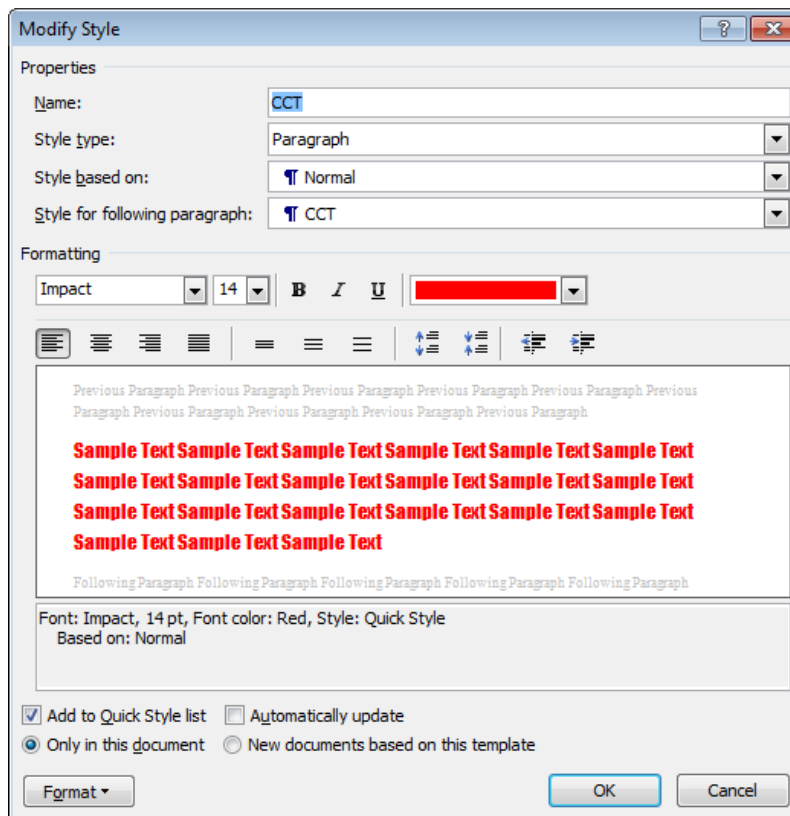 Modify Style
Properties
Name: CCT
Style type: Paragraph
Style based on: ¶ Normal
Style for following paragraph: ¶ CCT
Formatting
Impact 14 B I U
Previous Paragraph Previous Paragraph Previous Paragraph Previous Paragraph Previous Paragraph Previous
Paragraph Previous Paragraph Previous Paragraph Previous Paragraph Previous Paragraph
Sample Text Sample Text Sample Text Sample Text Sample Text Sample Text
Sample Text Sample Text Sample Text Sample Text Sample Text Sample Text
Sample Text Sample Text Sample Text Sample Text Sample Text Sample Text
Sample Text Sample Text Sample Text
Following Paragraph Following Paragraph Following Paragraph Following Paragraph Following Paragraph
Font: Impact, 14 pt, Font color: Red, Style: Quick Style
Based on: Normal
Add to Quick Style list Automatically update
Only in this document New documents based on this template
Format OK Cancel